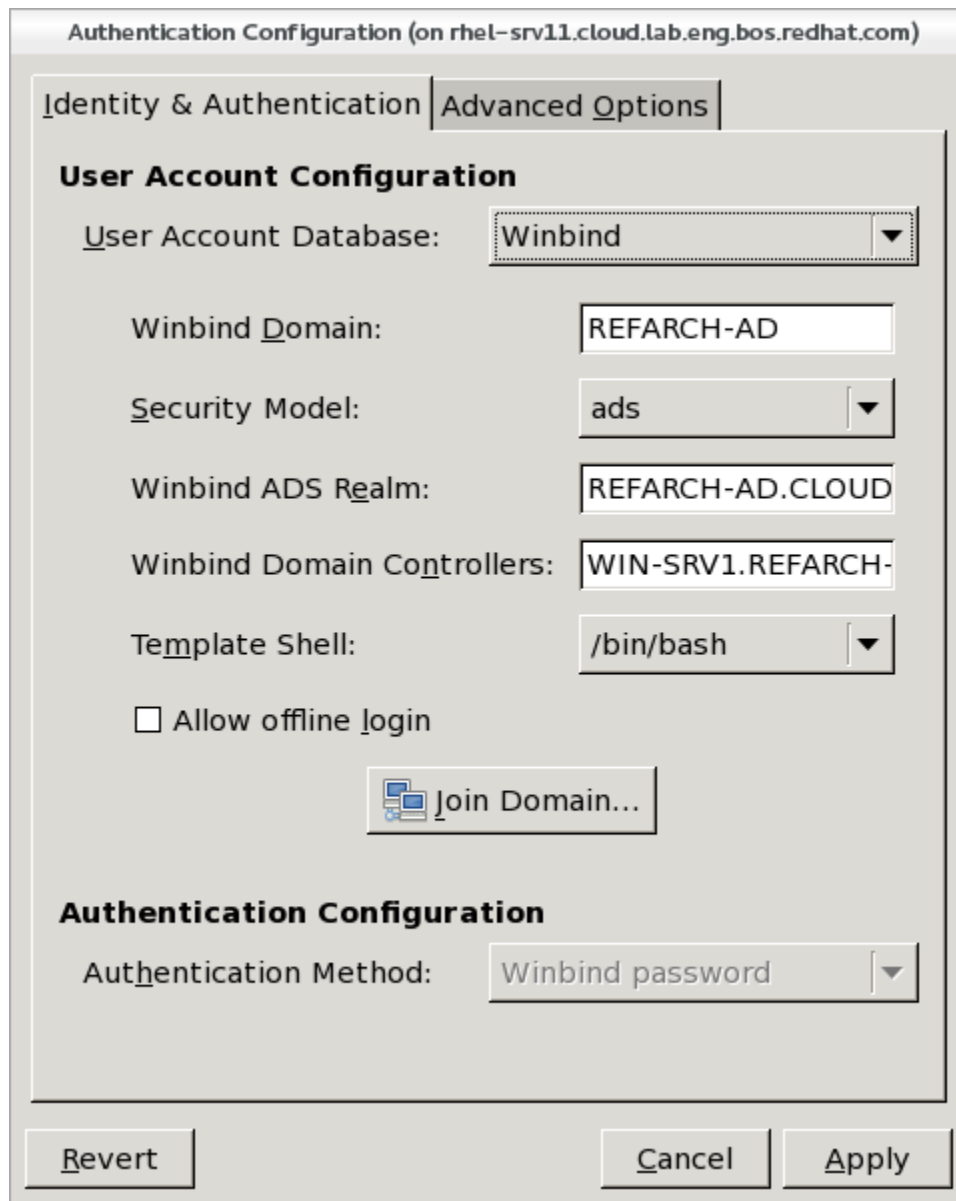 Authentication Configuration (on rhel-srv11.cloud.lab.eng.bos.redhat.com)
Identity & Authentication Advanced Options
User Account Configuration
User Account Database: Winbind
Winbind Domain: REFARCH-AD
Security Model: ads
Winbind ADS Realm: REFARCH-AD.CLOUD
Winbind Domain Controllers: WIN-SRV1.REFARCH-
Template Shell: /bin/bash
Allow offline login
Join Domain...
Authentication Configuration
Authentication Method: Winbind password
Revert Cancel Apply